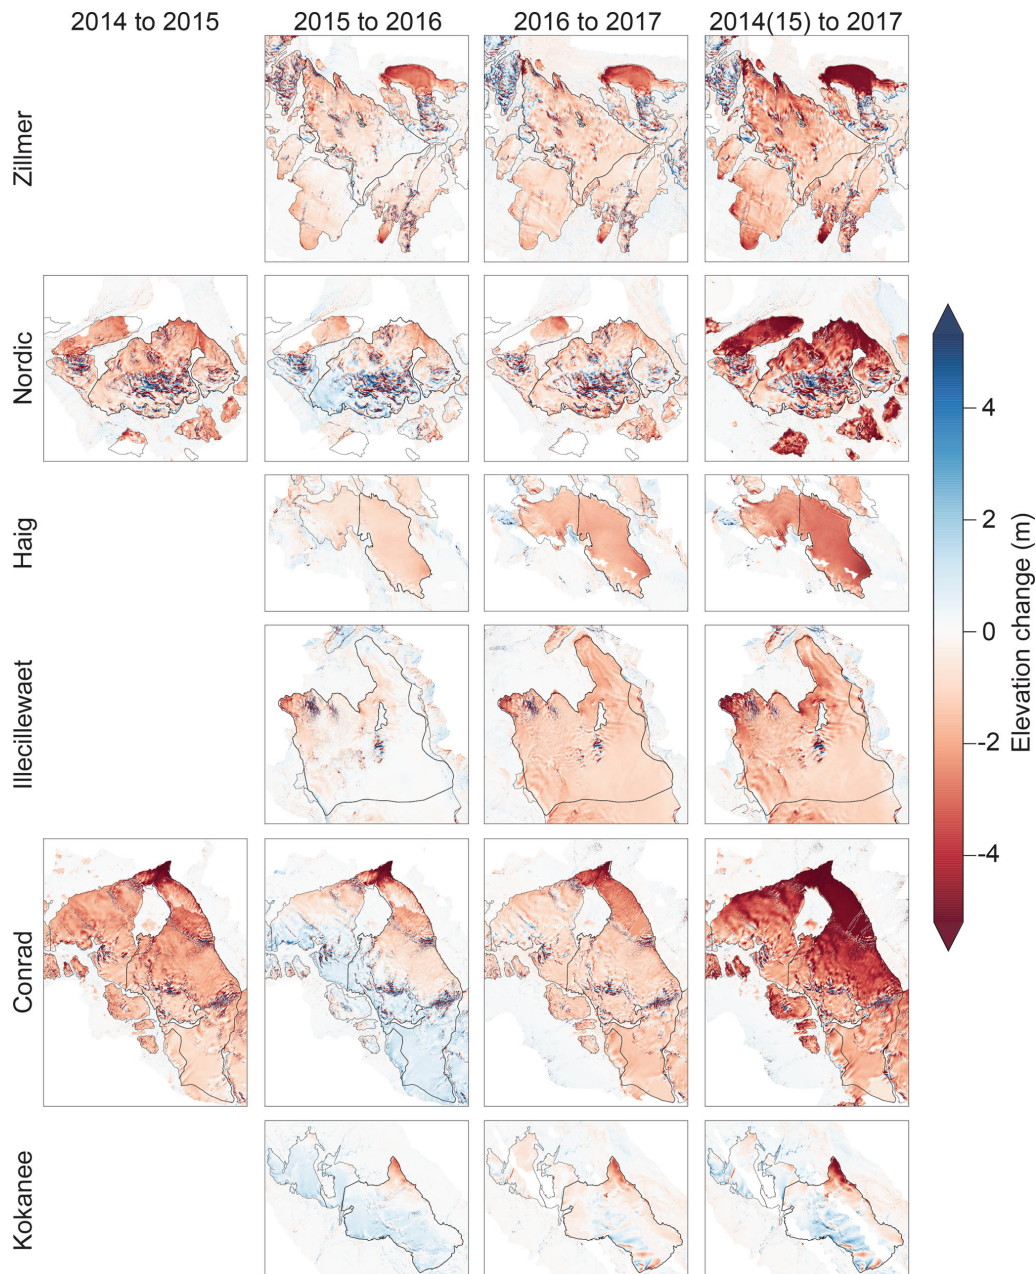 2014 to 2015
2015 to 2016
2016 to 2017
2014(15) to 2017
Zillmer
Nordic
Haig
Illecillewaet
Conrad
Kokanee
4
2
0
-2
-4
Elevation change (m)